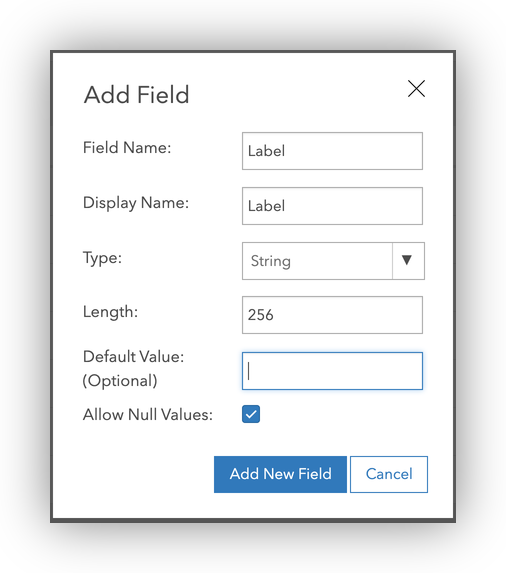 Add Field
Field Name: Label
Display Name: Label
Type: String
Length: 256
Default Value:
(Optional)
Allow Null Values:
Add New Field Cancel